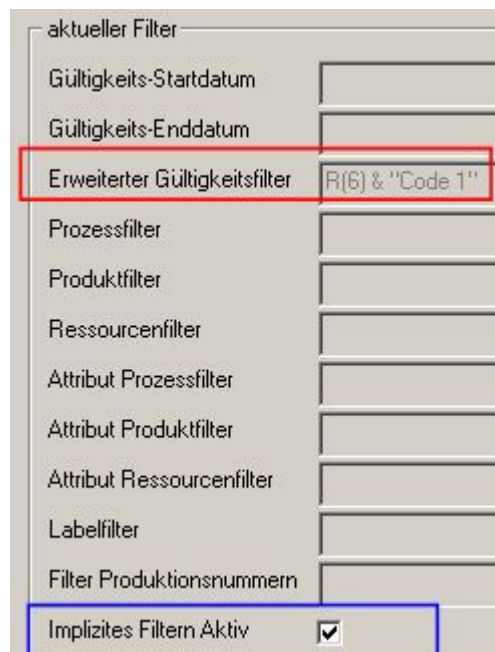 aktueller Filter
Gültigkeits-Startdatum
Gültigkeits-Enddatum
Erweiterter Gültigkeitsfilter R(6) & "Code 1"
Prozessfilter
Produktfilter
Ressourcenfilter
Attribut Prozessfilter
Attribut Produktfilter
Attribut Ressourcenfilter
Labelfilter
Filter Produktionsnummern
Implizites Filtern Aktiv